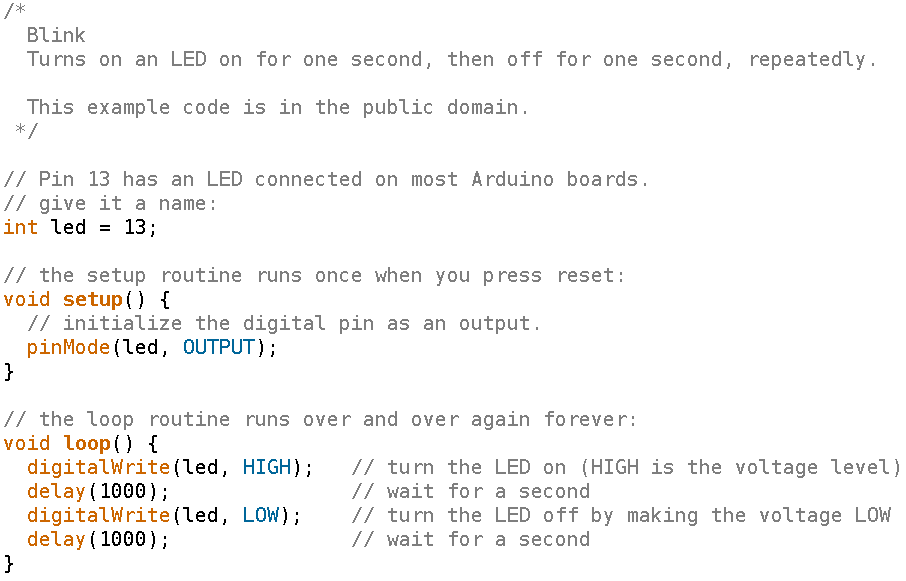 /*
  Blink
  Turns on an LED on for one second, then off for one second, repeatedly.

  This example code is in the public domain.
 */

// Pin 13 has an LED connected on most Arduino boards.
// give it a name:
int led = 13;

// the setup routine runs once when you press reset:
void setup() {
  // initialize the digital pin as an output.
  pinMode(led, OUTPUT);
}

// the loop routine runs over and over again forever:
void loop() {
  digitalWrite(led, HIGH);   // turn the LED on (HIGH is the voltage level)
  delay(1000);               // wait for a second
  digitalWrite(led, LOW);    // turn the LED off by making the voltage LOW
  delay(1000);               // wait for a second
}